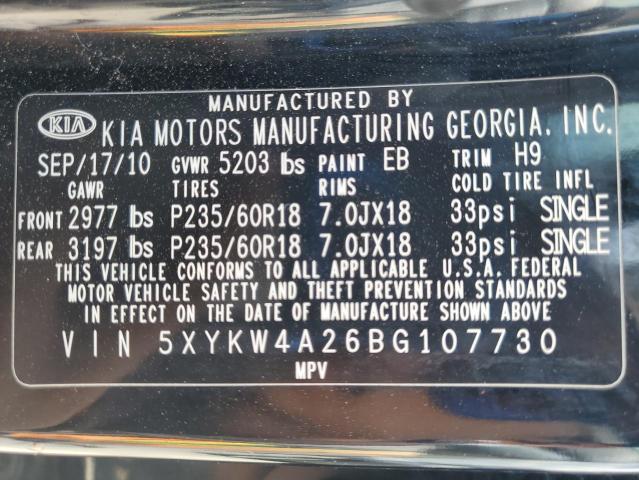 MANUFACTURED BY
KIA KIA MOTORS MANUFACTURING GEORGIA. INC.
SEP/17/10 GVWR 5203 lbs PAINT EB TRIM H9
GAWR TIRES RIMS COLD TIRE INFL
FRONT 2977 lbs P235/60R18 7.0JX18 33psi SINGLE
REAR 3197 lbs P235/60R18 7.0JX18 33psi SINGLE
THIS VEHICLE CONFORMS TO ALL APPLICABLE U.S.A. FEDERAL
MOTOR VEHICLE SAFETY AND THEFT PREVENTION STANDARDS
IN EFFECT ON THE DATE OF MANUFACTURE SHOWN ABOVE
VIN 5XYKW4A26BG107730
MPV